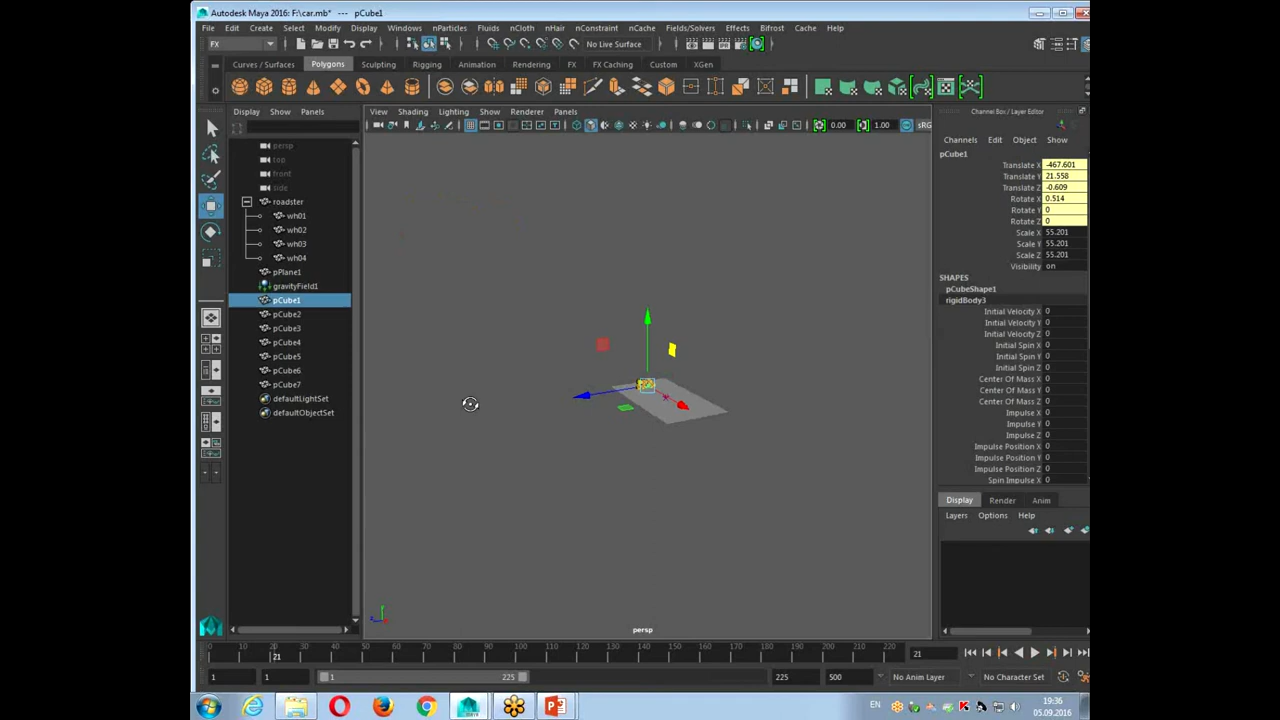 Autodesk Maya 2016: F:\car.mb* --- pCube1
File Edit Create Select Modify Display Windows nParticles Fluids nCloth nHair nConstraint nCache Fields/Solvers Effects Bifrost Cache Help
FX No Live Surface
Curves / Surfaces Polygons Sculpting Rigging Animation Rendering FX FX Caching Custom XGen
Display Show Panels
View Shading Lighting Show Renderer Panels
0.00 1.00 sRG
persp
top
front
side
roadster
wh01
wh02
wh03
wh04
pPlane1
gravityField1
pCube1
pCube2
pCube3
pCube4
pCube5
pCube6
pCube7
defaultLightSet
defaultObjectSet
persp
Channel Box / Layer Editor
Channels Edit Object Show
pCube1
Translate X -467.601
Translate Y 21.558
Translate Z -0.609
Rotate X 0.514
Rotate Y 0
Rotate Z 0
Scale X 55.201
Scale Y 55.201
Scale Z 55.201
Visibility on
SHAPES
pCubeShape1
rigidBody3
Initial Velocity X 0
Initial Velocity Y 0
Initial Velocity Z 0
Initial Spin X 0
Initial Spin Y 0
Initial Spin Z 0
Center Of Mass X 0
Center Of Mass Y 0
Center Of Mass Z 0
Impulse X 0
Impulse Y 0
Impulse Z 0
Impulse Position X 0
Impulse Position Y 0
Impulse Position Z 0
Spin Impulse X 0
Display Render Anim
Layers Options Help
0 10 20 30 40 50 60 70 80 90 100 110 120 130 140 150 160 170 180 190 200 210 220
21 21
1 1 1 225 225 500 No Anim Layer No Character Set
EN 19:36
05.09.2016